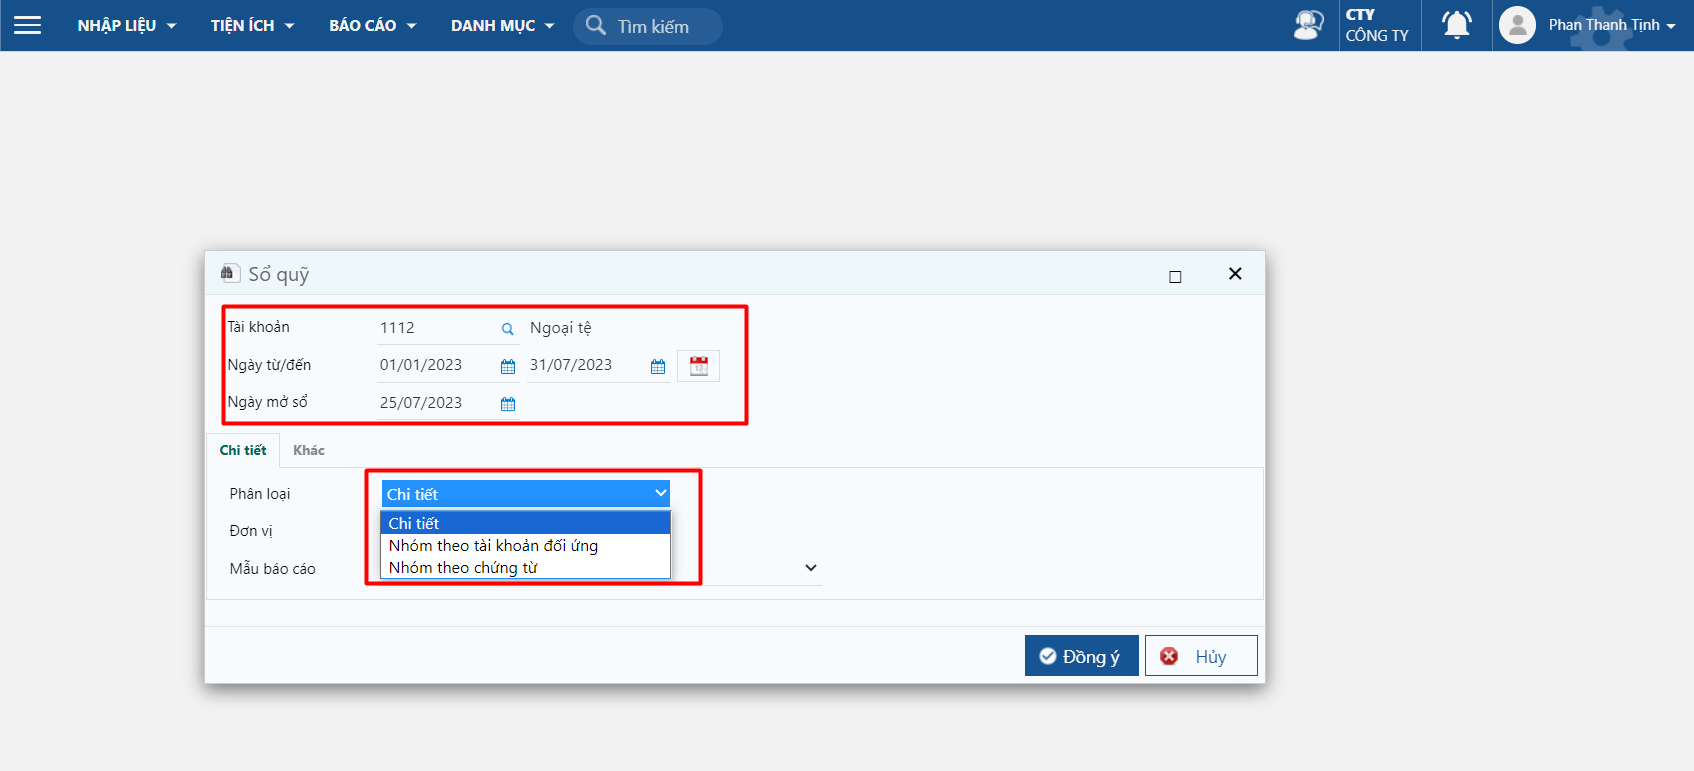 NHẬP LIỆU TIỆN ÍCH BÁO CÁO DANH MỤC Tìm kiếm CTY CÔNG TY Phan Thanh Tịnh
Sổ quỹ
Tài khoản 1112 Ngoại tệ
Ngày từ/đến 01/01/2023 31/07/2023
Ngày mở sổ 25/07/2023
Chi tiết Khác
Phân loại Chi tiết
Chi tiết
Đơn vị
Nhóm theo tài khoản đối ứng
Mẫu báo cáo Nhóm theo chứng từ
Đồng ý Hủy